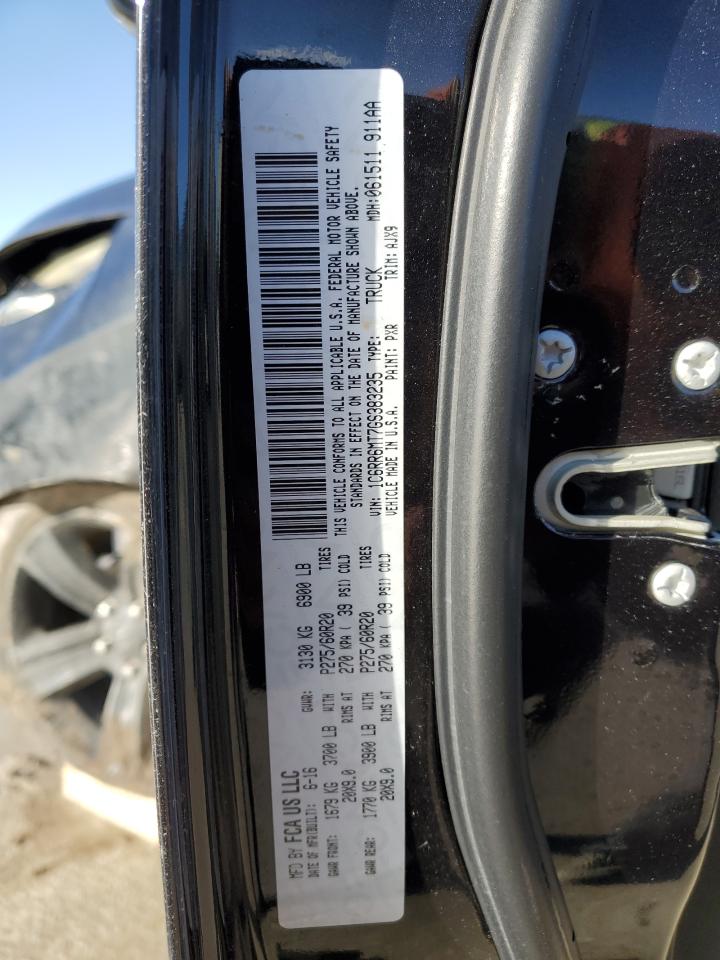 MFD BY FCA US LLC
DATE OF MFR(BUILT): 6-16 GVWR: 3130 KG 6900 LB
GAWR FRONT: 1679 KG 3700 LB WITH P275/60R20 TIRES
20X9.0 RIMS AT 270 KPA ( 39 PSI) COLD
GAWR REAR: 1770 KG 3900 LB WITH P275/60R20 TIRES
20X9.0 RIMS AT 270 KPA ( 39 PSI) COLD
THIS VEHICLE CONFORMS TO ALL APPLICABLE U.S.A. FEDERAL MOTOR VEHICLE SAFETY
STANDARDS IN EFFECT ON THE DATE OF MANUFACTURE SHOWN ABOVE.
VIN: 1C6RR6MT7GS383235 TYPE: TRUCK MDH:061511 911AA
VEHICLE MADE IN U.S.A. PAINT: PXR TRIM: AJX9